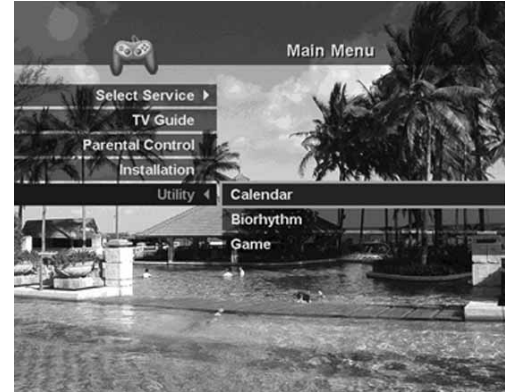 Main Menu
Select Service
TV Guide
Parental Control
Installation
Utility
Calendar
Biorhythm
Game